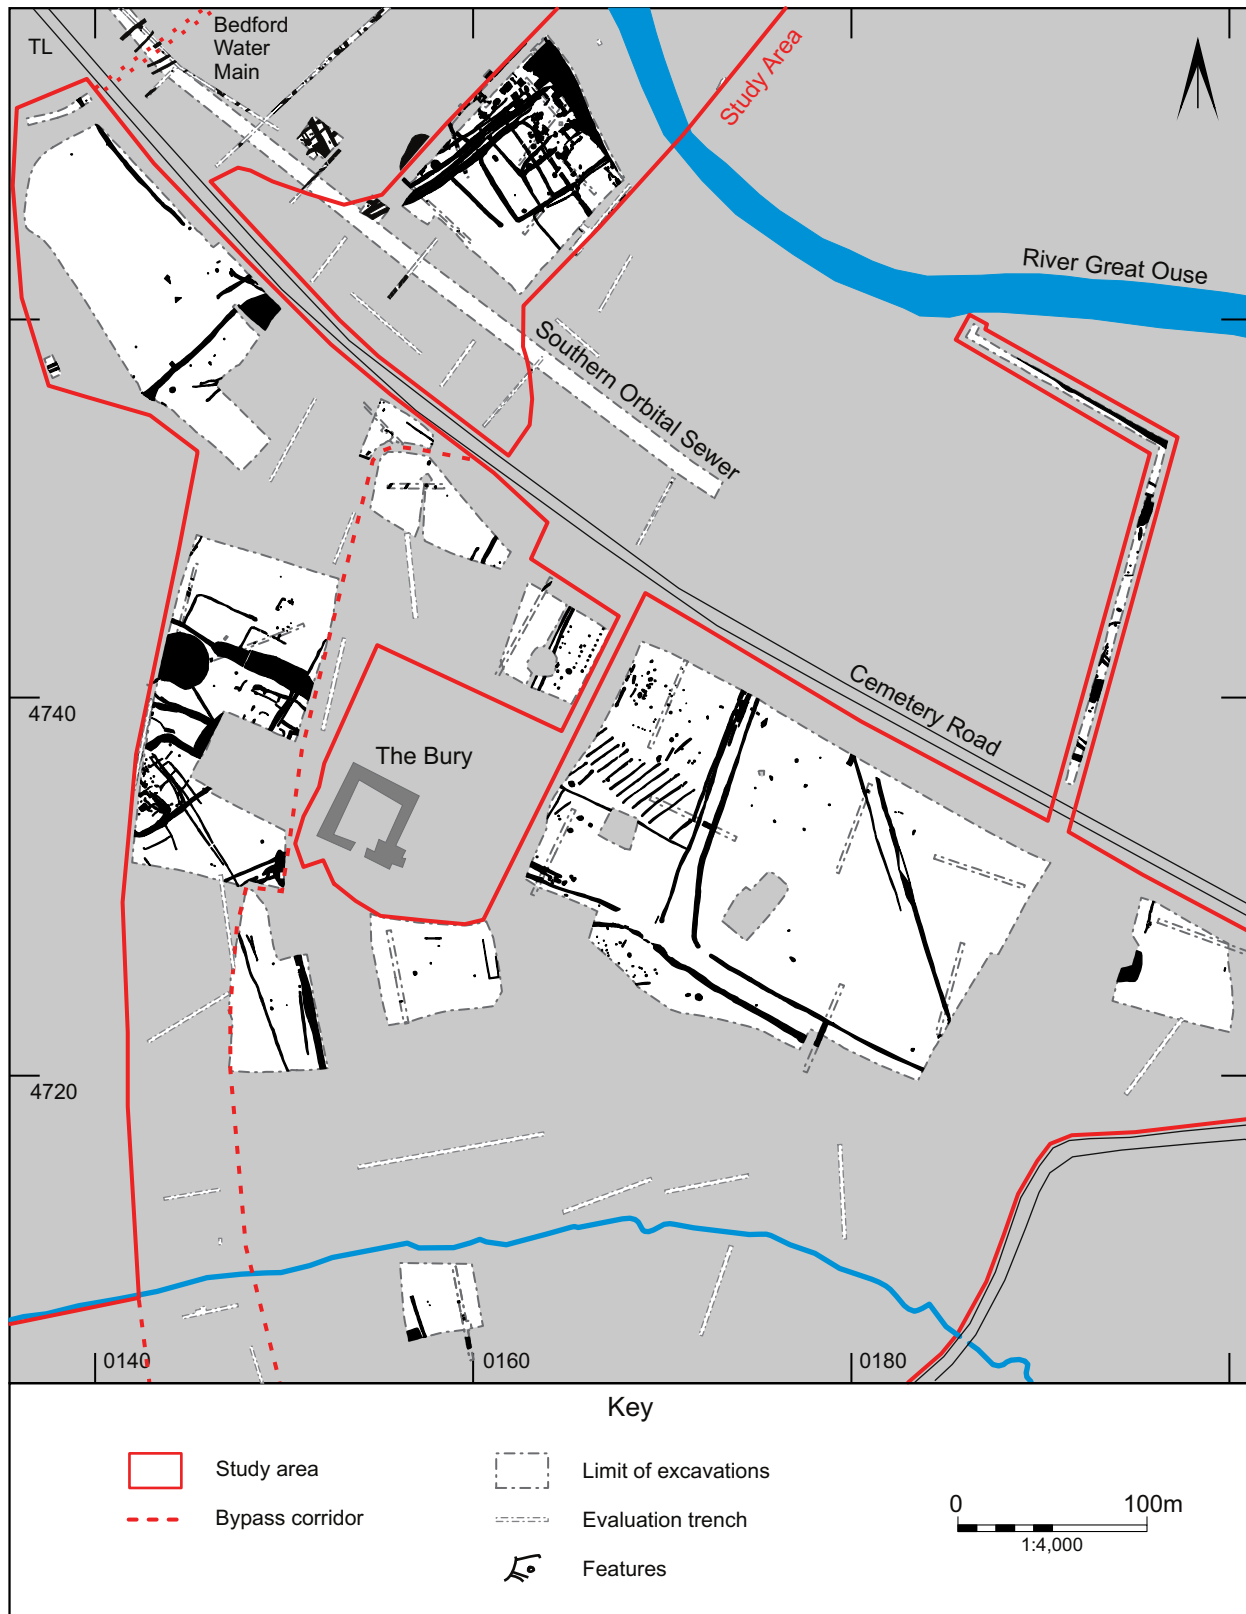 Bedford
Water
Main
TL
Study Area
River Great Ouse
Southern Orbital Sewer
4740
The Bury
Cemetery Road
4720
0140
0160
0180
Key
Study area
Limit of excavations
Bypass corridor
Evaluation trench
Features
0 100m
1:4,000